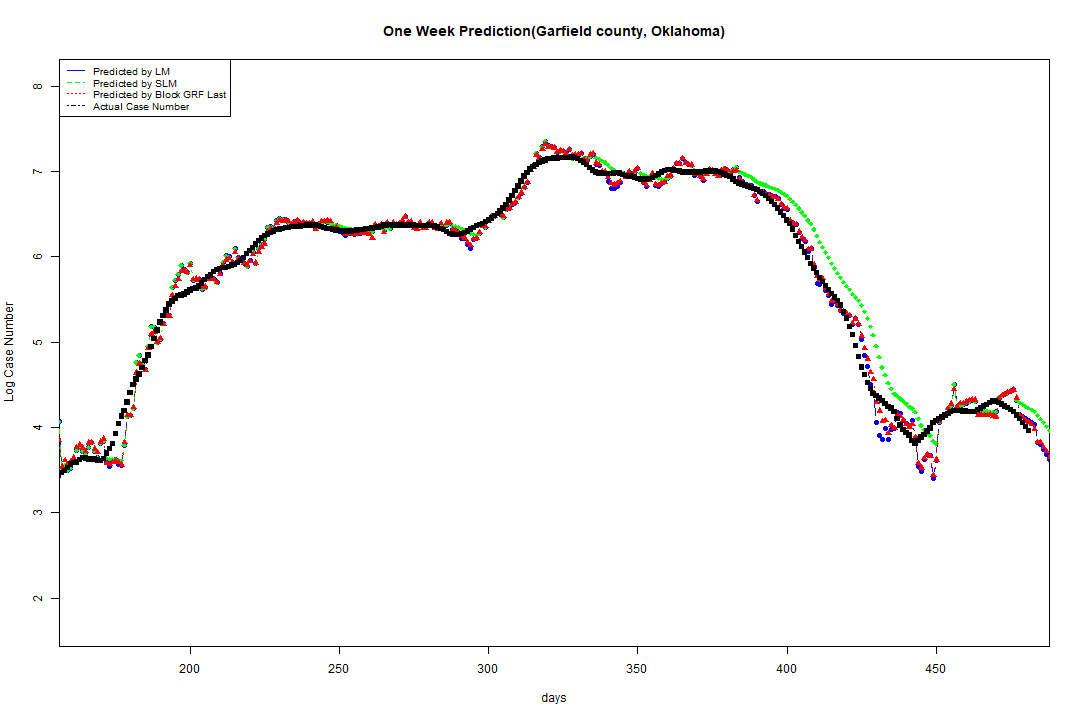 One Week Prediction(Garfield county, Oklahoma)
Predicted by LM
Predicted by SLM
Predicted by Block GRF Last
Actual Case Number
8
7
6
5
4
3
2
Log Case Number
200 250 300 350 400 450
days